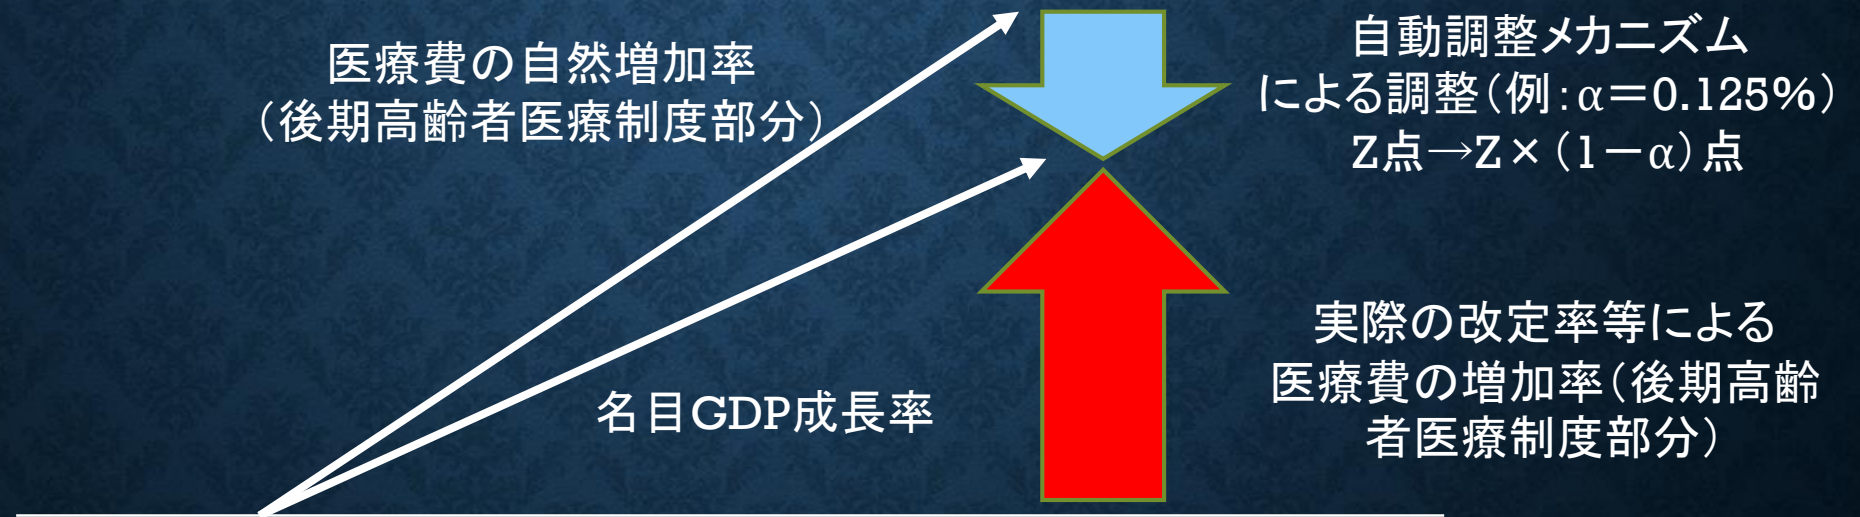 医療費の自然増加率
（後期高齢者医療制度部分）
自動調整メカニズム
による調整（例：α＝0.125%）
Z点→Z×（1－α）点
名目GDP成長率
実際の改定率等による
医療費の増加率（後期高齢
者医療制度部分）